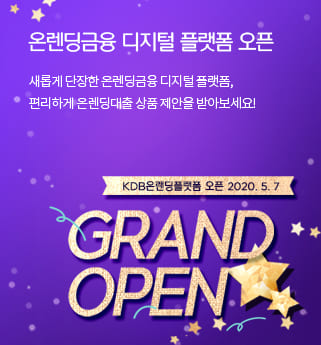 온렌딩금융 디지털 플랫폼 오픈
새롭게 단장한 온렌딩금융 디지털 플랫폼,
편리하게 온렌딩대출 상품 제안을 받아보세요!
KDB온렌딩플랫폼 오픈 2020. 5. 7
GRAND
OPEN